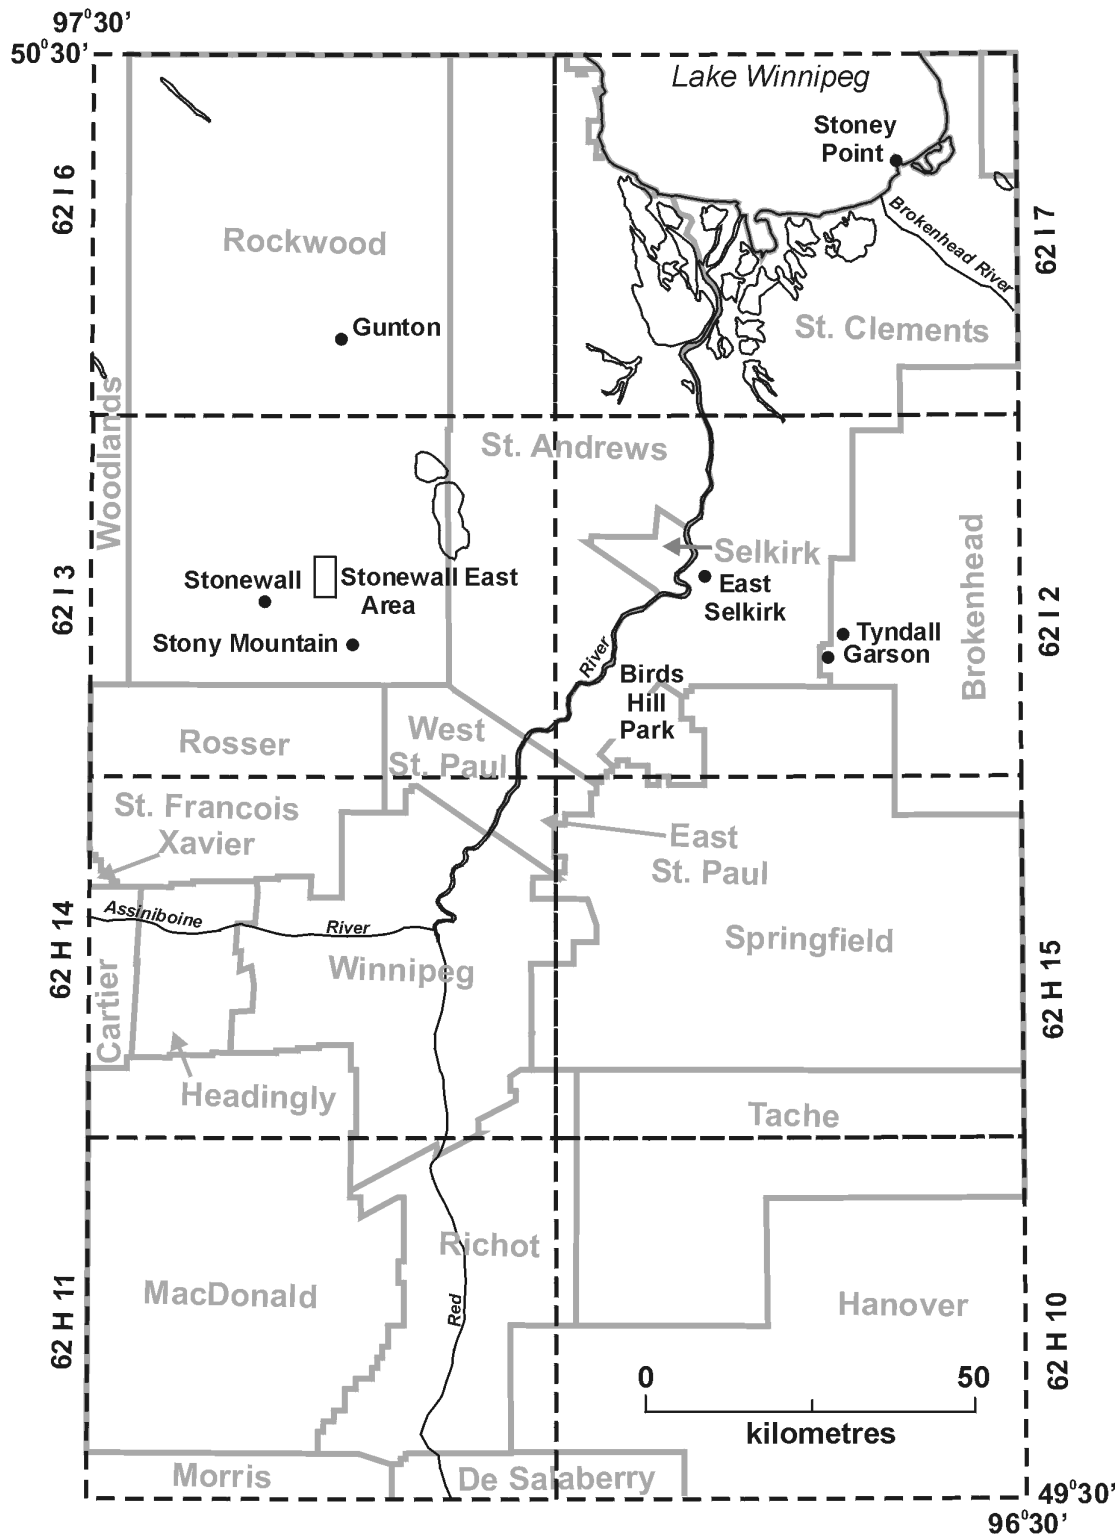 97°30'
50°30'
Lake Winnipeg
Stoney
Point
62 I 6
62 I 7
Brokenhead River
Rockwood
Gunton
St. Clements
Woodlands
St. Andrews
Brokenhead
Selkirk
62 I 3
62 I 2
Stonewall
Stonewall East
Area
East
Selkirk
Stony Mountain
Tyndall
Garson
River
Birds
Hill
Park
Rosser
West
St. Paul
St. Francois
Xavier
East
St. Paul
Assiniboine
River
62 H 14
62 H 15
Springfield
Winnipeg
Cartier
Headingly
Tache
Richot
MacDonald
Red
Hanover
62 H 11
62 H 10
0
50
kilometres
Morris
De Salaberry
49°30'
96°30'